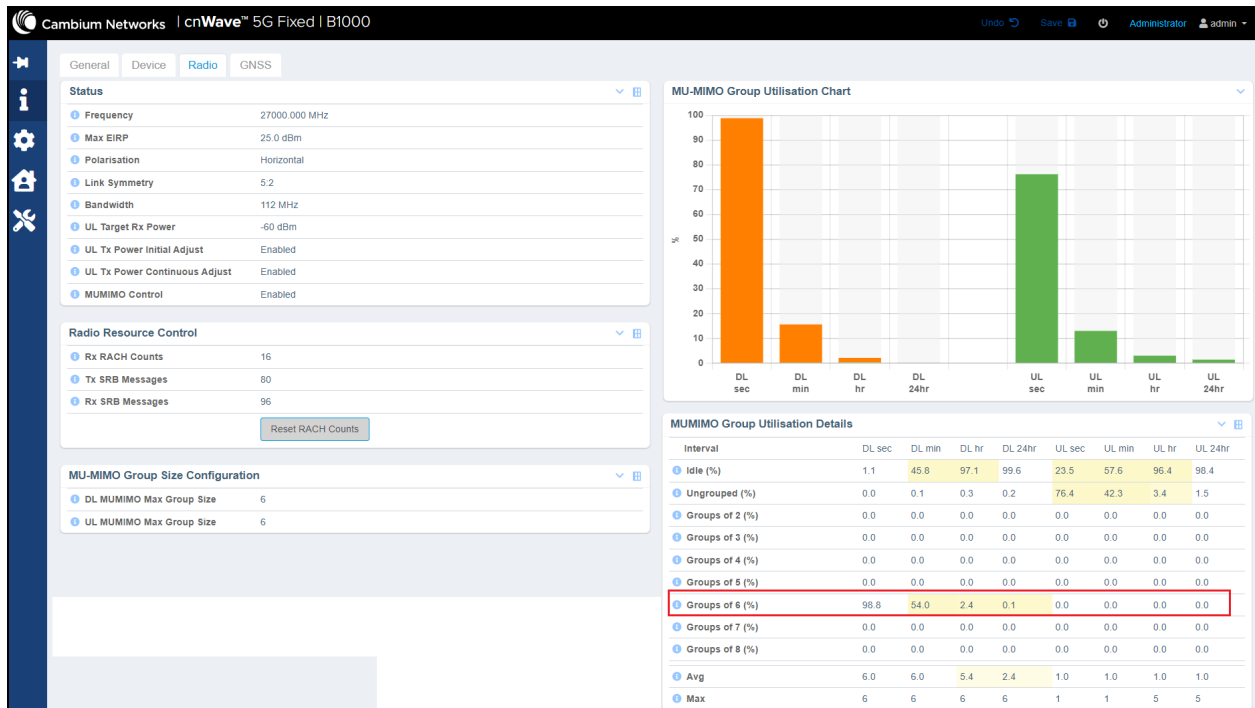 Cambium Networks | cnWave™ 5G Fixed | B1000
Undo Save Administrator admin
General Device Radio GNSS
Status
Frequency 27000.000 MHz
Max EIRP 25.0 dBm
Polarisation Horizontal
Link Symmetry 5:2
Bandwidth 112 MHz
UL Target Rx Power -60 dBm
UL Tx Power Initial Adjust Enabled
UL Tx Power Continuous Adjust Enabled
MUMIMO Control Enabled
Radio Resource Control
Rx RACH Counts 16
Tx SRB Messages 80
Rx SRB Messages 96
Reset RACH Counts
MU-MIMO Group Size Configuration
DL MUMIMO Max Group Size 6
UL MUMIMO Max Group Size 6
MU-MIMO Group Utilisation Chart
100
90
80
70
60
50
40
30
20
10
0
%
DL DL DL DL UL UL UL UL
sec min hr 24hr sec min hr 24hr
MUMIMO Group Utilisation Details
Interval DL sec DL min DL hr DL 24hr UL sec UL min UL hr UL 24hr
Idle (%) 1.1 45.8 97.1 99.6 23.5 57.6 96.4 98.4
Ungrouped (%) 0.0 0.1 0.3 0.2 76.4 42.3 3.4 1.5
Groups of 2 (%) 0.0 0.0 0.0 0.0 0.0 0.0 0.0 0.0
Groups of 3 (%) 0.0 0.0 0.0 0.0 0.0 0.0 0.0 0.0
Groups of 4 (%) 0.0 0.0 0.0 0.0 0.0 0.0 0.0 0.0
Groups of 5 (%) 0.0 0.0 0.0 0.0 0.0 0.0 0.0 0.0
Groups of 6 (%) 98.8 54.0 2.4 0.1 0.0 0.0 0.0 0.0
Groups of 7 (%) 0.0 0.0 0.0 0.0 0.0 0.0 0.0 0.0
Groups of 8 (%) 0.0 0.0 0.0 0.0 0.0 0.0 0.0 0.0
Avg 6.0 6.0 5.4 2.4 1.0 1.0 1.0 1.0
Max 6 6 6 6 1 1 5 5